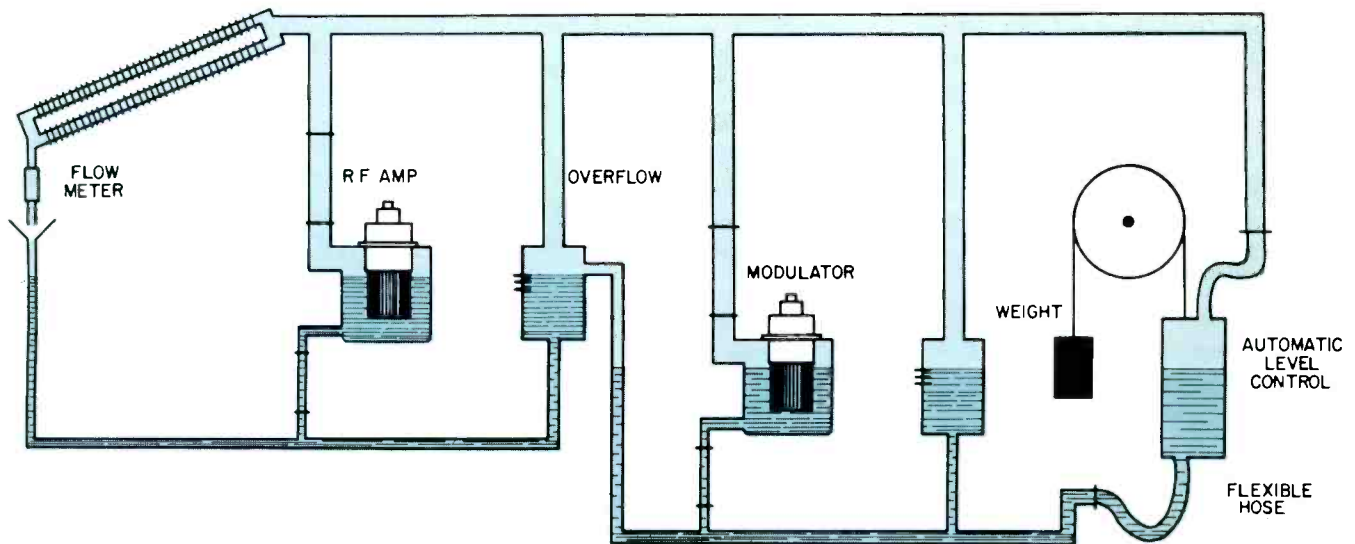 FLOW
METER
RF AMP
OVERFLOW
MODULATOR
WEIGHT
AUTOMATIC
LEVEL
CONTROL
FLEXIBLE
HOSE